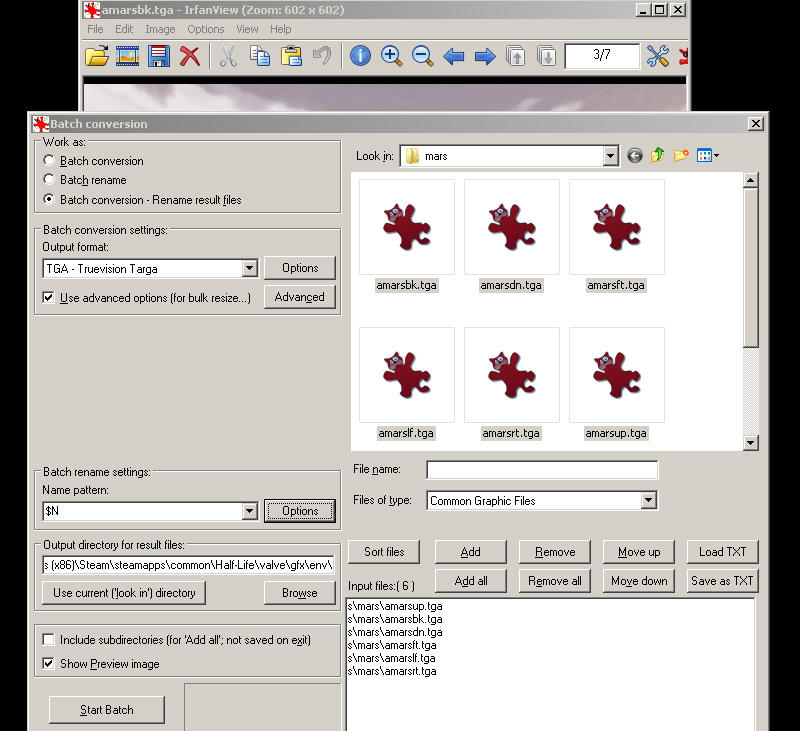 amarsbk.tga - IrfanView (Zoom: 602 x 602)
File Edit Image Options View Help
3/7
Batch conversion
Work as:
Batch conversion
Batch rename
Batch conversion - Rename result files
Batch conversion settings:
Output format:
TGA - Truevision Targa
Options
Use advanced options (for bulk resize...)
Advanced
Batch rename settings:
Name pattern:
$N
Options
Output directory for result files:
s (x86)\Steam\steamapps\common\Half-Life\valve\gfx\env\
Use current ('look in') directory
Browse
Include subdirectories (for 'Add all'; not saved on exit)
Show Preview image
Start Batch
Look in: mars
amarsbk.tga amarsdn.tga amarsft.tga
amarslf.tga amarsrt.tga amarsup.tga
File name:
Files of type: Common Graphic Files
Sort files Add Remove Move up Load TXT
Input files:( 6 ) Add all Remove all Move down Save as TXT
s\mars\amarsup.tga
s\mars\amarsbk.tga
s\mars\amarsdn.tga
s\mars\amarsft.tga
s\mars\amarslf.tga
s\mars\amarsrt.tga